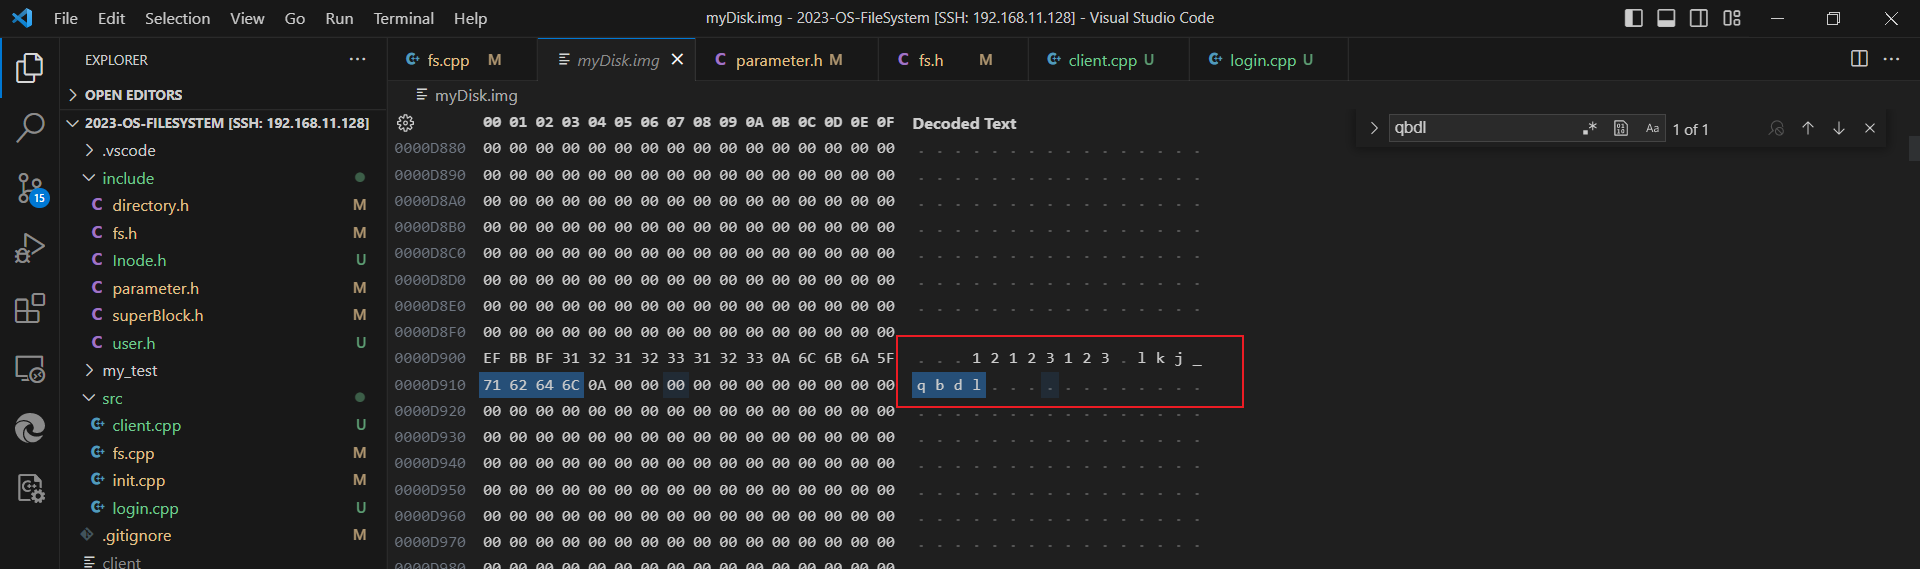 File Edit Selection View Go Run Terminal Help
myDisk.img - 2023-OS-FileSystem [SSH: 192.168.11.128] - Visual Studio Code
EXPLORER
OPEN EDITORS
2023-OS-FILESYSTEM [SSH: 192.168.11.128]
.vscode
include
directory.h M
fs.h M
Inode.h U
parameter.h M
superBlock.h M
user.h U
my_test
src
client.cpp U
fs.cpp M
init.cpp M
login.cpp U
.gitignore M
client
15
fs.cpp M myDisk.img parameter.h M fs.h M client.cpp U login.cpp U
myDisk.img
qbdl Aa 1 of 1
00 01 02 03 04 05 06 07 08 09 0A 0B 0C 0D 0E 0F Decoded Text
0000D880 00 00 00 00 00 00 00 00 00 00 00 00 00 00 00 00 . . . . . . . . . . . . . . . .
0000D890 00 00 00 00 00 00 00 00 00 00 00 00 00 00 00 00 . . . . . . . . . . . . . . . .
0000D8A0 00 00 00 00 00 00 00 00 00 00 00 00 00 00 00 00 . . . . . . . . . . . . . . . .
0000D8B0 00 00 00 00 00 00 00 00 00 00 00 00 00 00 00 00 . . . . . . . . . . . . . . . .
0000D8C0 00 00 00 00 00 00 00 00 00 00 00 00 00 00 00 00 . . . . . . . . . . . . . . . .
0000D8D0 00 00 00 00 00 00 00 00 00 00 00 00 00 00 00 00 . . . . . . . . . . . . . . . .
0000D8E0 00 00 00 00 00 00 00 00 00 00 00 00 00 00 00 00 . . . . . . . . . . . . . . . .
0000D8F0 00 00 00 00 00 00 00 00 00 00 00 00 00 00 00 00 . . . . . . . . . . . . . . . .
0000D900 EF BB BF 31 32 31 32 33 31 32 33 0A 6C 6B 6A 5F . . . 1 2 1 2 3 1 2 3 . l k j _
0000D910 71 62 64 6C 0A 00 00 00 00 00 00 00 00 00 00 00 q b d l . . . . . . . . . . . .
0000D920 00 00 00 00 00 00 00 00 00 00 00 00 00 00 00 00 . . . . . . . . . . . . . . . .
0000D930 00 00 00 00 00 00 00 00 00 00 00 00 00 00 00 00 . . . . . . . . . . . . . . . .
0000D940 00 00 00 00 00 00 00 00 00 00 00 00 00 00 00 00 . . . . . . . . . . . . . . . .
0000D950 00 00 00 00 00 00 00 00 00 00 00 00 00 00 00 00 . . . . . . . . . . . . . . . .
0000D960 00 00 00 00 00 00 00 00 00 00 00 00 00 00 00 00 . . . . . . . . . . . . . . . .
0000D970 00 00 00 00 00 00 00 00 00 00 00 00 00 00 00 00 . . . . . . . . . . . . . . . .
0000D980 00 00 00 00 00 00 00 00 00 00 00 00 00 00 00 00